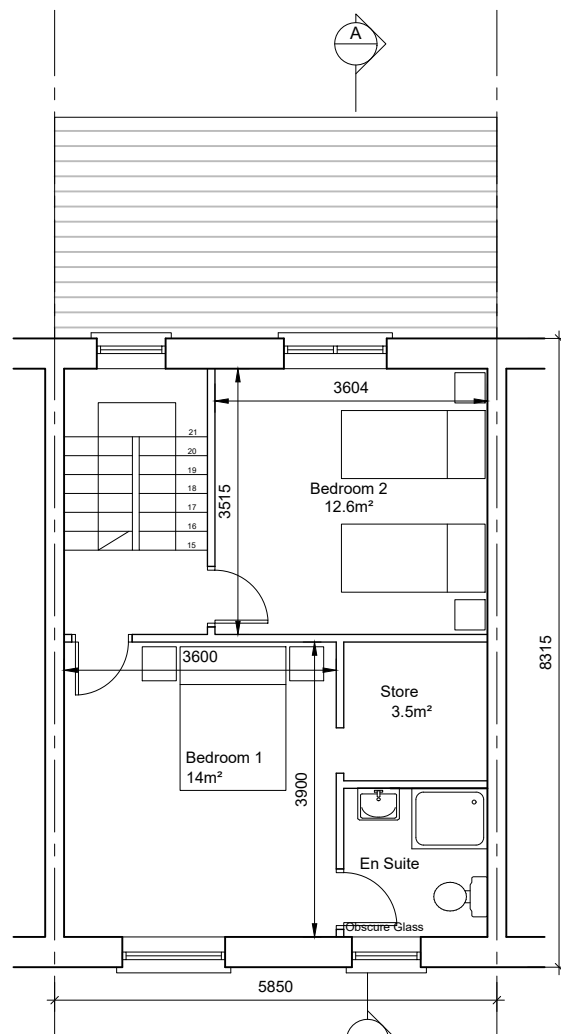 A
3604
21
20
19
18
17
16
15
3515
Bedroom 2
12.6m²
8315
3600
Store
3.5m²
Bedroom 1
14m²
3900
En Suite
Obscure Glass
5850